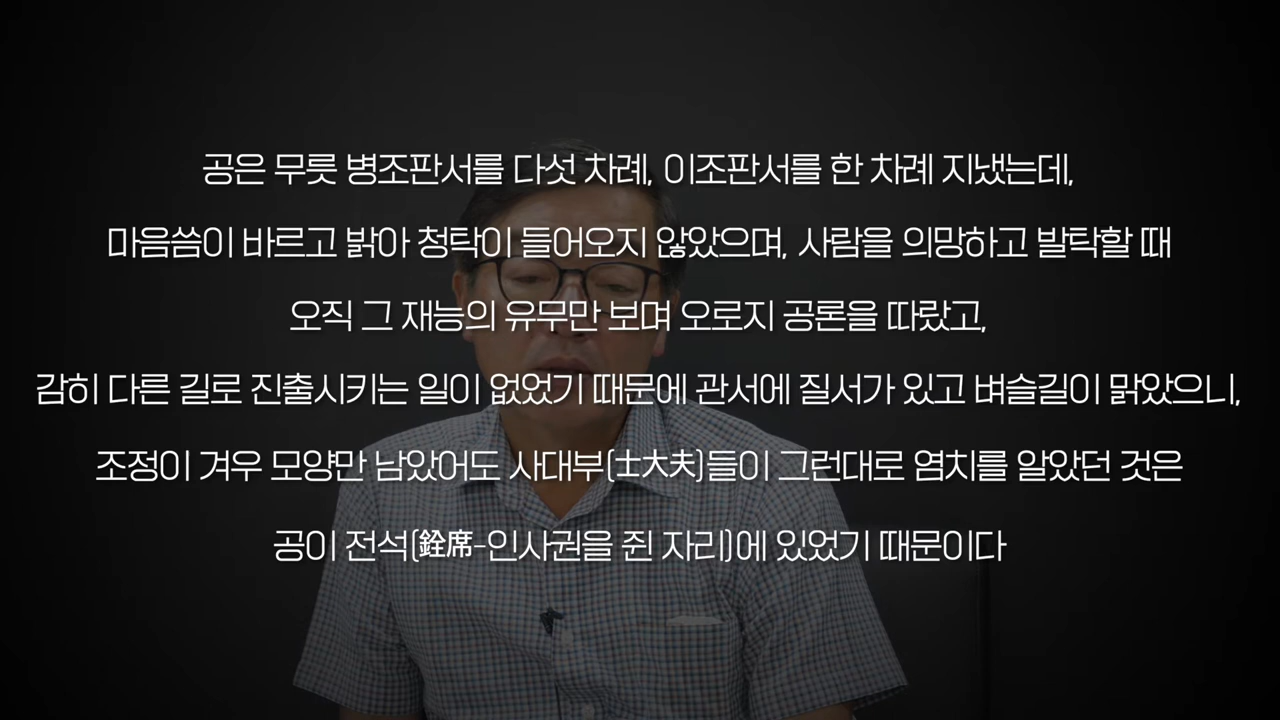 공은 무릇 병조판서를 다섯 차례, 이조판서를 한 차례 지냈는데,
마음씀이 바르고 밝아 청탁이 들어오지 않았으며, 사람을 의망하고 발탁할 때
오직 그 재능의 유무만 보며 오로지 공론을 따랐고,
감히 다른 길로 진출시키는 일이 없었기 때문에 관서에 질서가 있고 벼슬길이 맑았으니,
조정이 겨우 모양만 남았어도 사대부(士大夫)들이 그런대로 염치를 알았던 것은
공이 전석(銓席-인사권을 쥔 자리)에 있었기 때문이다